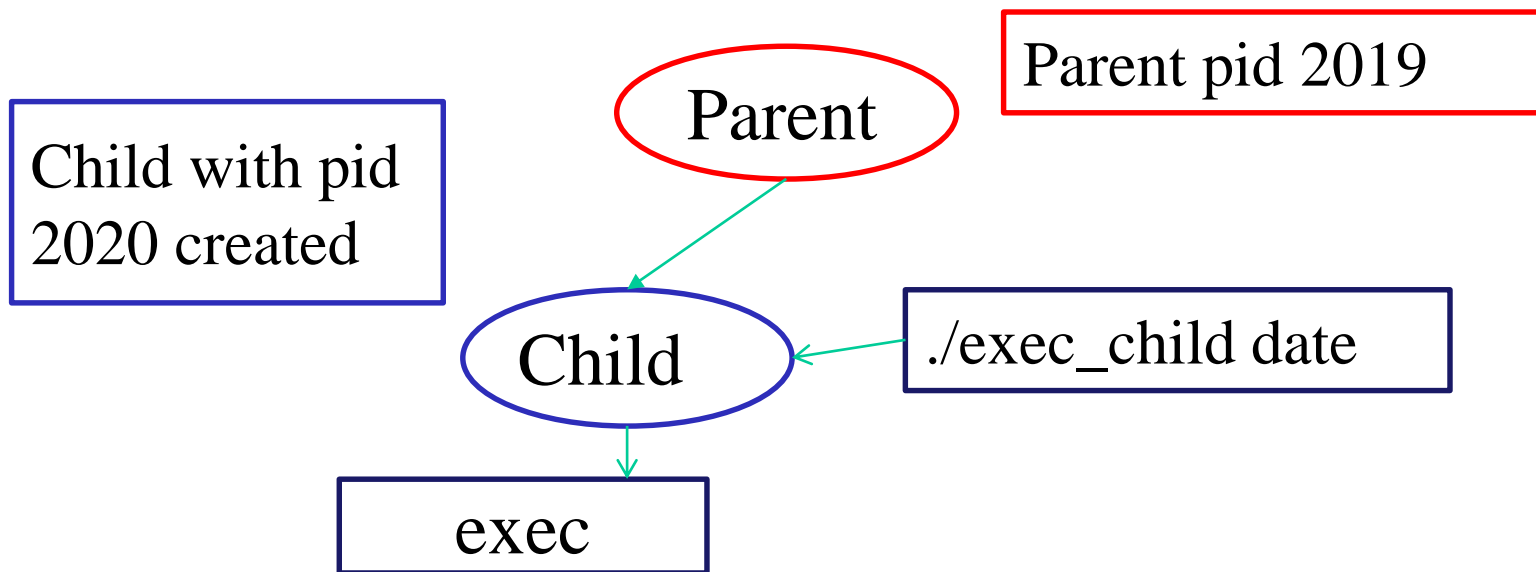 Parent pid 2019
Parent
Child with pid
2020 created
Child
./exec_child date
exec